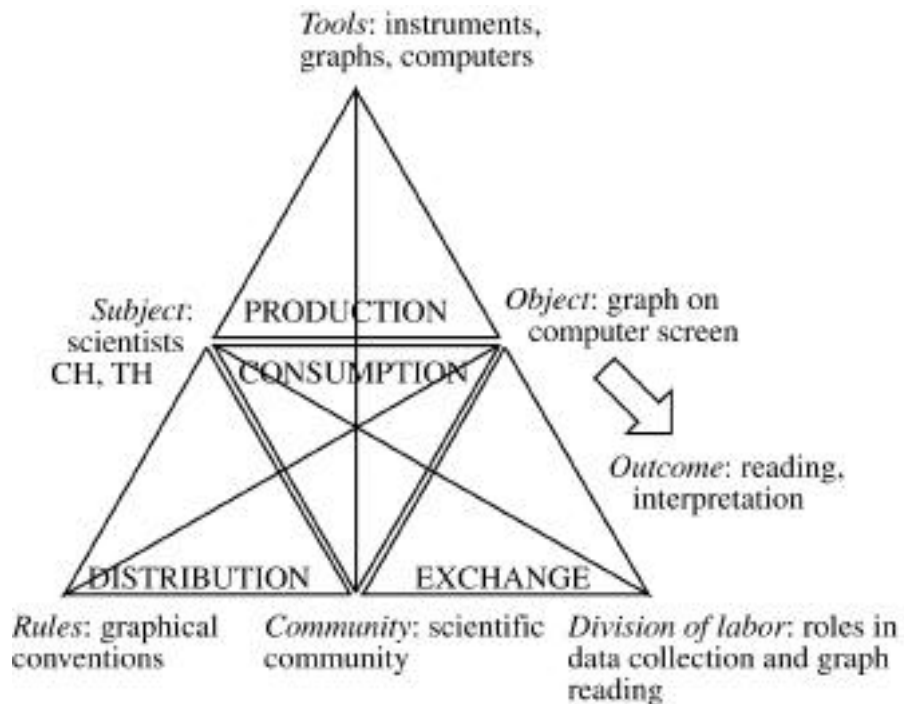 Tools: instruments,
graphs, computers
Subject:
scientists
CH, TH
PRODUCTION
CONSUMPTION
Object: graph on
computer screen
Outcome: reading,
interpretation
DISTRIBUTION
EXCHANGE
Rules: graphical
conventions
Community: scientific
community
Division of labor: roles in
data collection and graph
reading